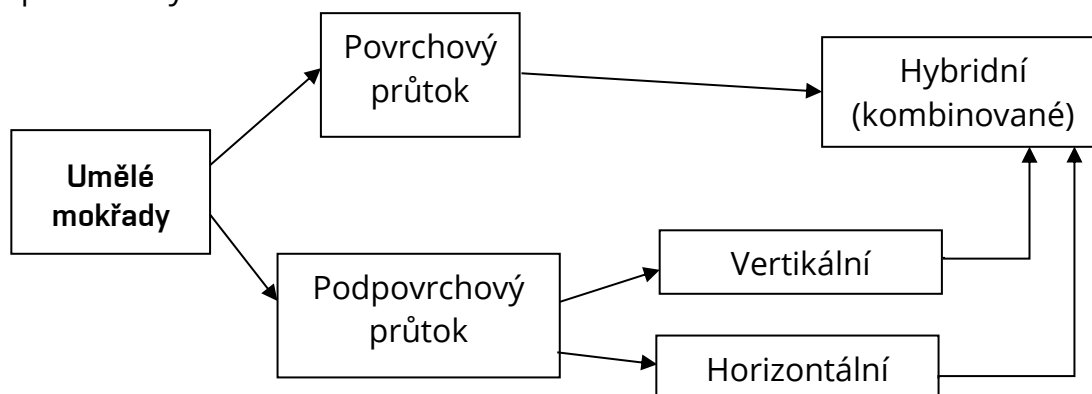 Povrchový
průtok
Hybridní
(kombinované)
Umělé
mokřady
Vertikální
Podpovrchový
průtok
Horizontální